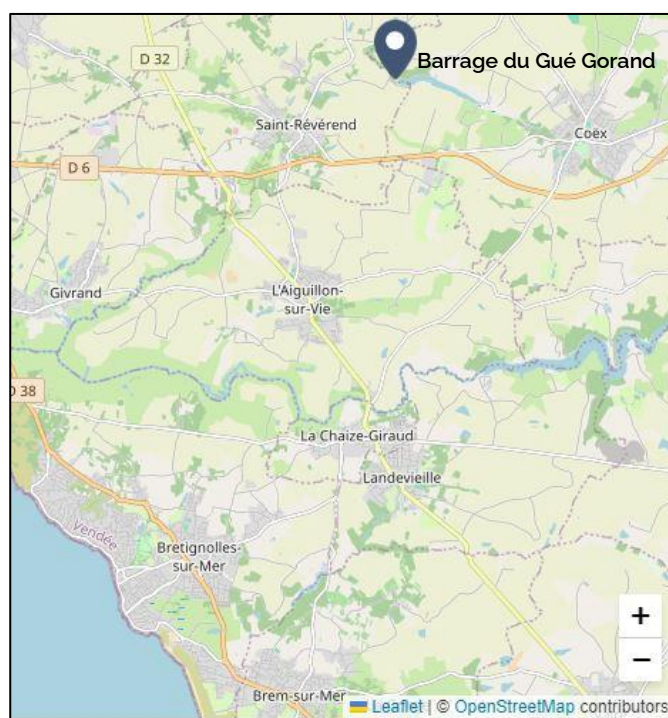 Barrage du Gué Gorand
D 32
Saint-Révérend
Coëx
D 6
Givrand
L'Aiguillon-
sur-Vie
D 38
La Chaize-Giraud
Landevieille
Vendée
Bretignolles-
sur-Mer
Brem-sur-Mer
+
−
Leaflet | © OpenStreetMap contributors